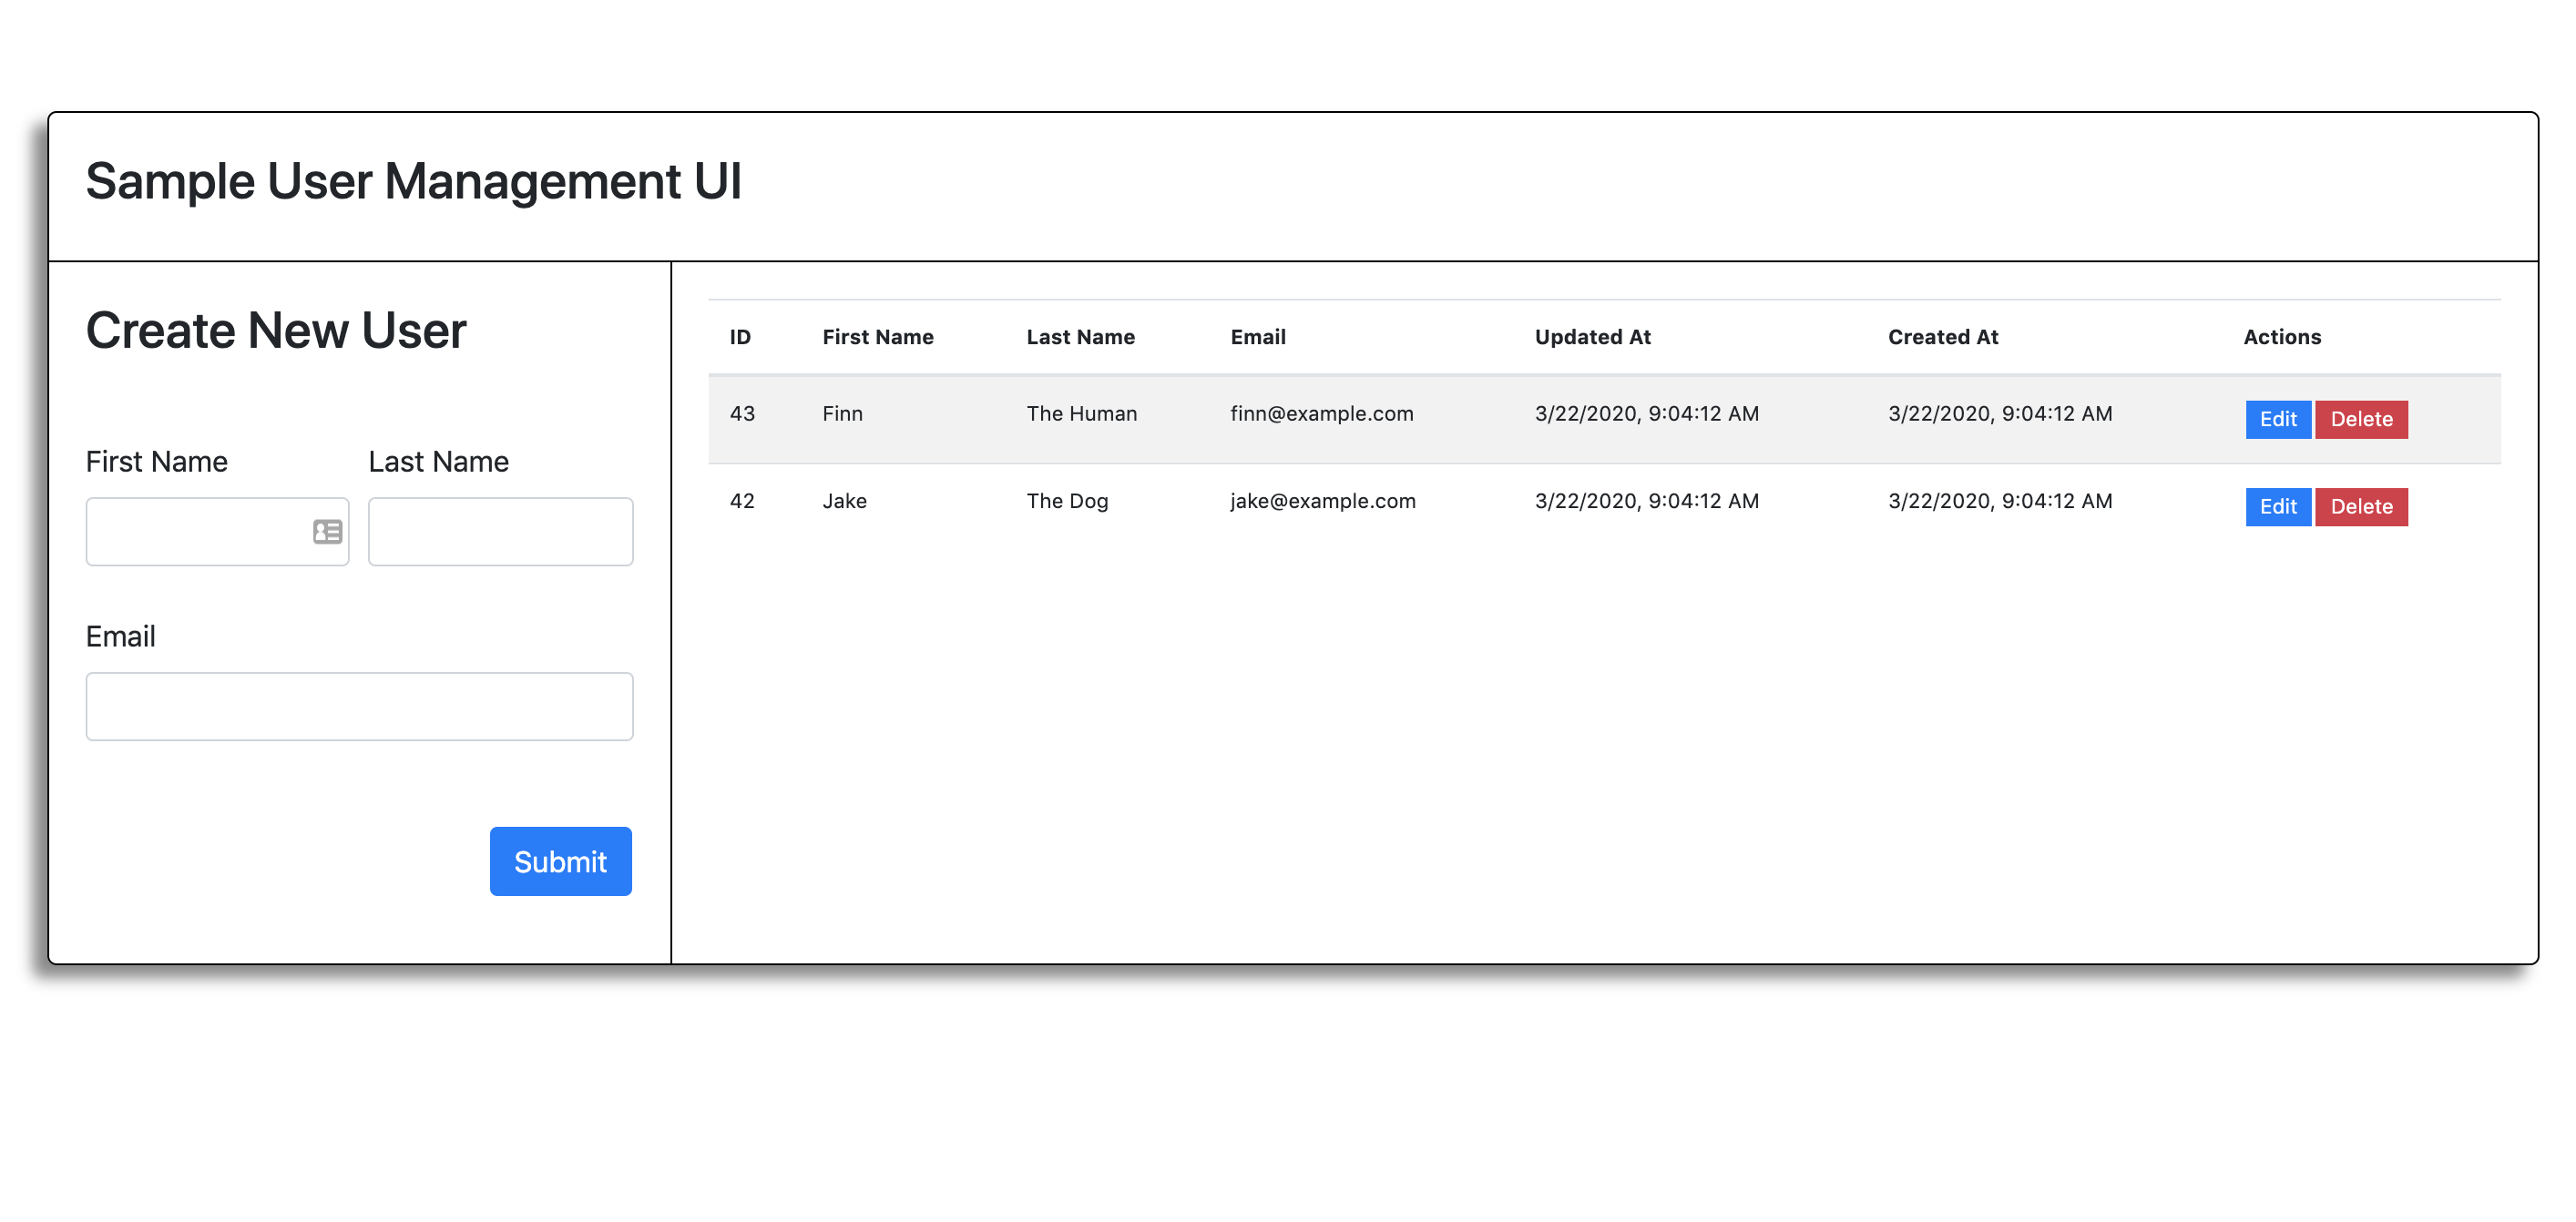 Sample User Management UI
Create New User
First Name Last Name
Email
Submit
ID First Name Last Name Email Updated At Created At Actions
43 Finn The Human finn@example.com 3/22/2020, 9:04:12 AM 3/22/2020, 9:04:12 AM Edit Delete
42 Jake The Dog jake@example.com 3/22/2020, 9:04:12 AM 3/22/2020, 9:04:12 AM Edit Delete